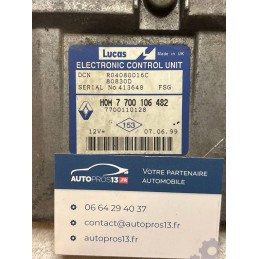 Lucas
Made in UK
ELECTRONIC CONTROL UNIT
DCN R04080016C
80830D
SERIAL No 413648 FSG
HOM 7 700 106 482
7700110128
153
12V= 07.06.99
AUTOPROS13.FR
VOTRE PARTENAIRE
AUTOMOBILE
06 64 29 40 37
contact@autopros13.fr
autopros13.fr